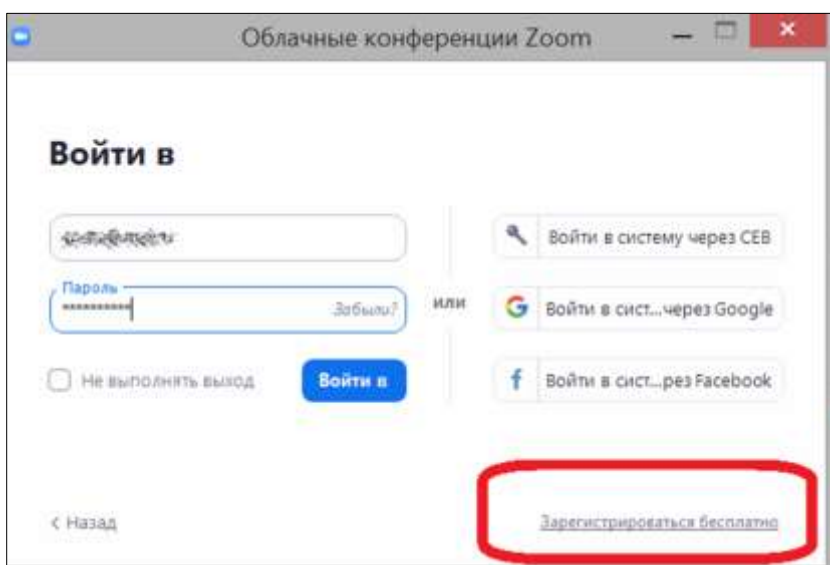 Облачные конференции Zoom
Войти в
Войти в систему через СЕВ
Пароль
**********
Забыли?
или
Войти в сист...через Google
Не выполнять выход
Войти в
Войти в сист...рез Facebook
< Назад
Зарегистрироваться бесплатно